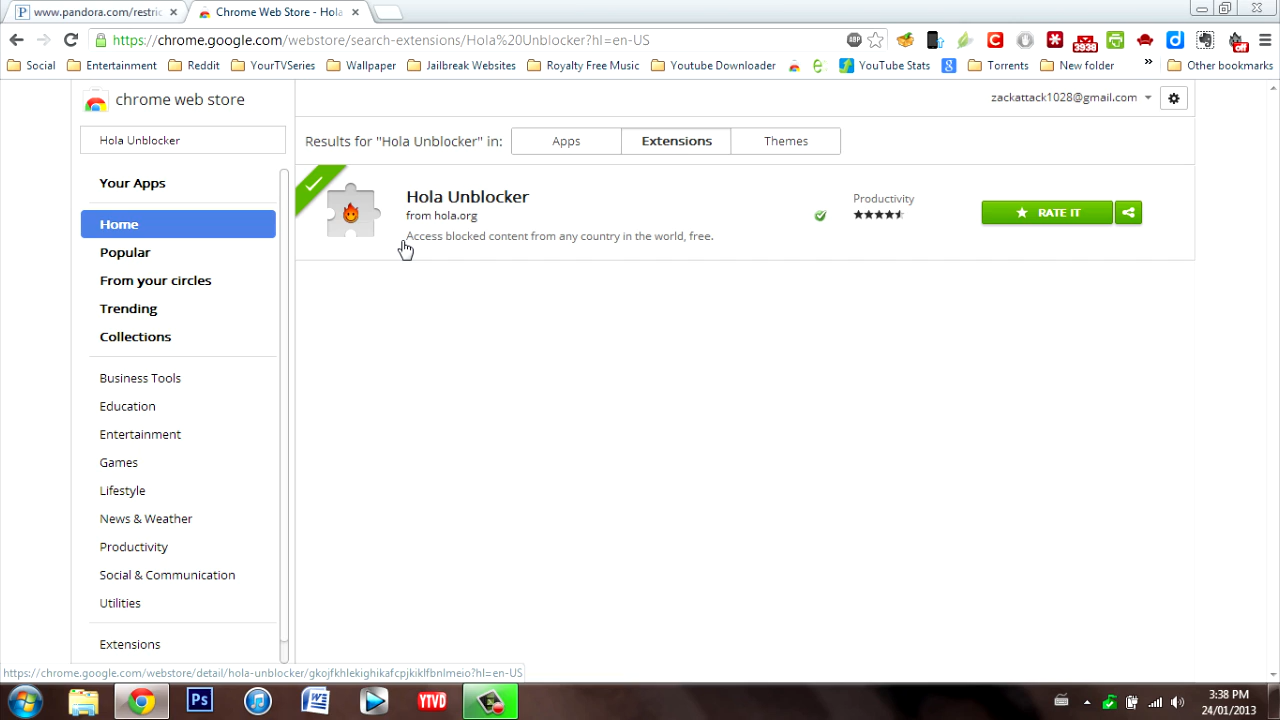 www.pandora.com/restric
Chrome Web Store - Hola
https://chrome.google.com/webstore/search-extensions/Hola%20Unblocker?hl=en-US
ABP
3938
off
Social
Entertainment
Reddit
YourTVSeries
Wallpaper
Jailbreak Websites
Royalty Free Music
Youtube Downloader
YouTube Stats
Torrents
New folder
»
Other bookmarks
chrome web store
zackattack1028@gmail.com
Hola Unblocker
Results for "Hola Unblocker" in:
Apps
Extensions
Themes
Your Apps
Home
Popular
From your circles
Trending
Collections
Business Tools
Education
Entertainment
Games
Lifestyle
News & Weather
Productivity
Social & Communication
Utilities
Extensions
Hola Unblocker
from hola.org
Access blocked content from any country in the world, free.
Productivity
RATE IT
https://chrome.google.com/webstore/detail/hola-unblocker/gkojfkhlekighikafcpjkiklfbnlmeio?hl=en-US
Ps
YTVD
3:38 PM
24/01/2013